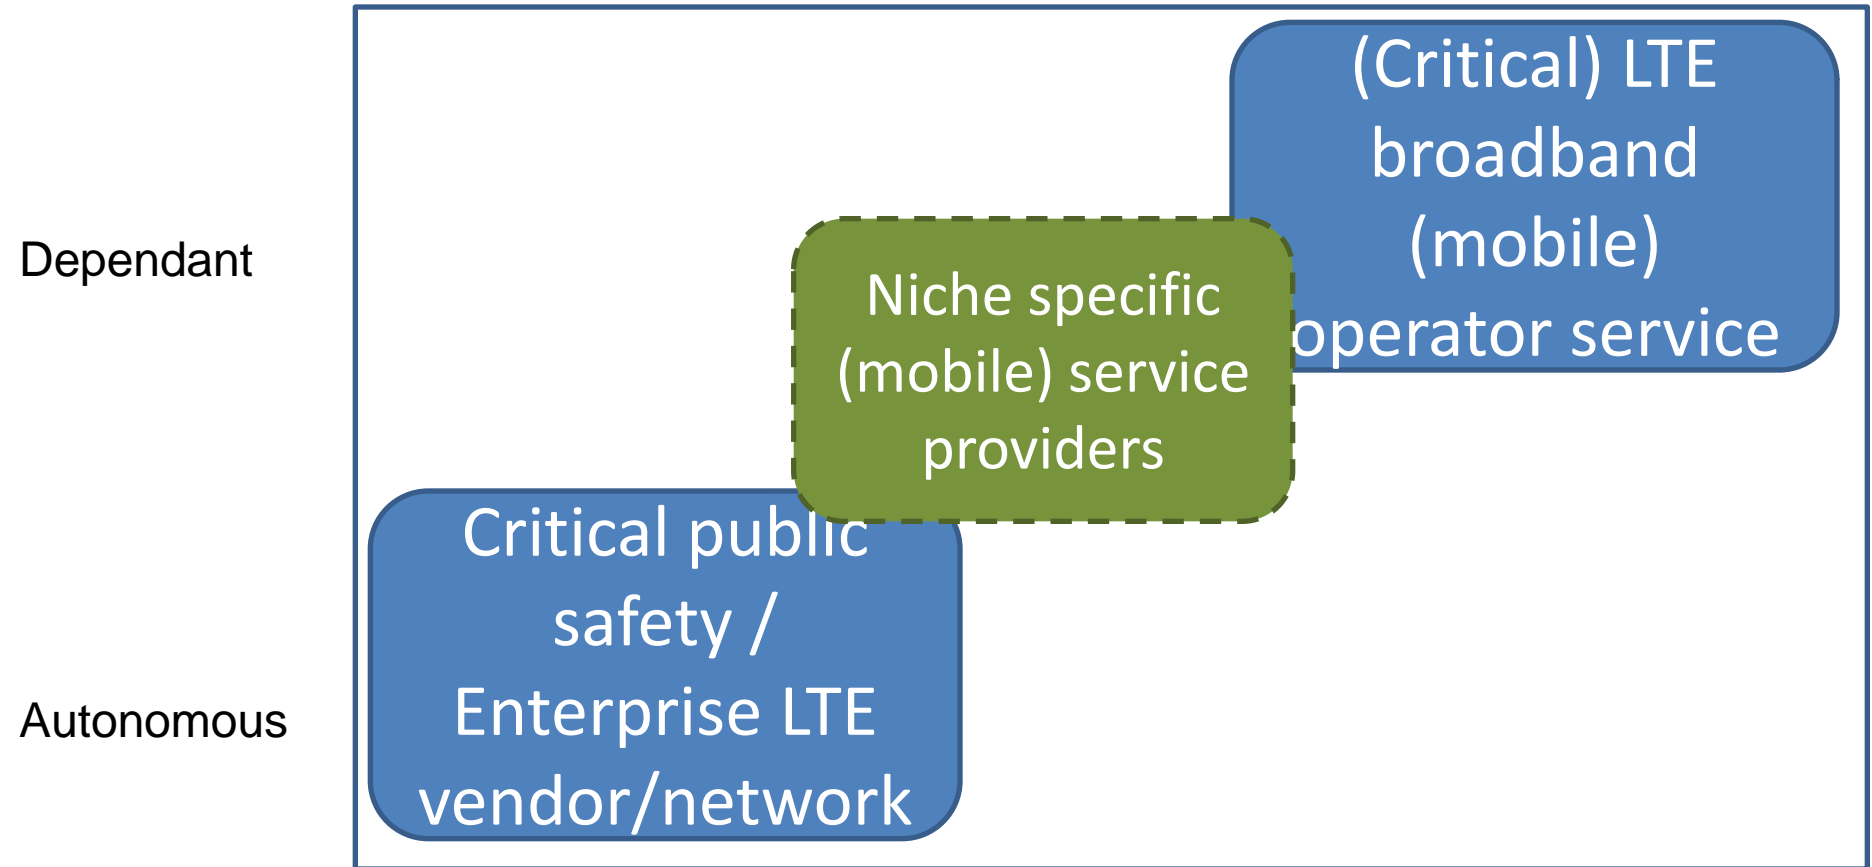 Dependant
Autonomous
(Critical) LTE
broadband
(mobile)
operator service
Niche specific
(mobile) service
providers
Critical public
safety /
Enterprise LTE
vendor/network